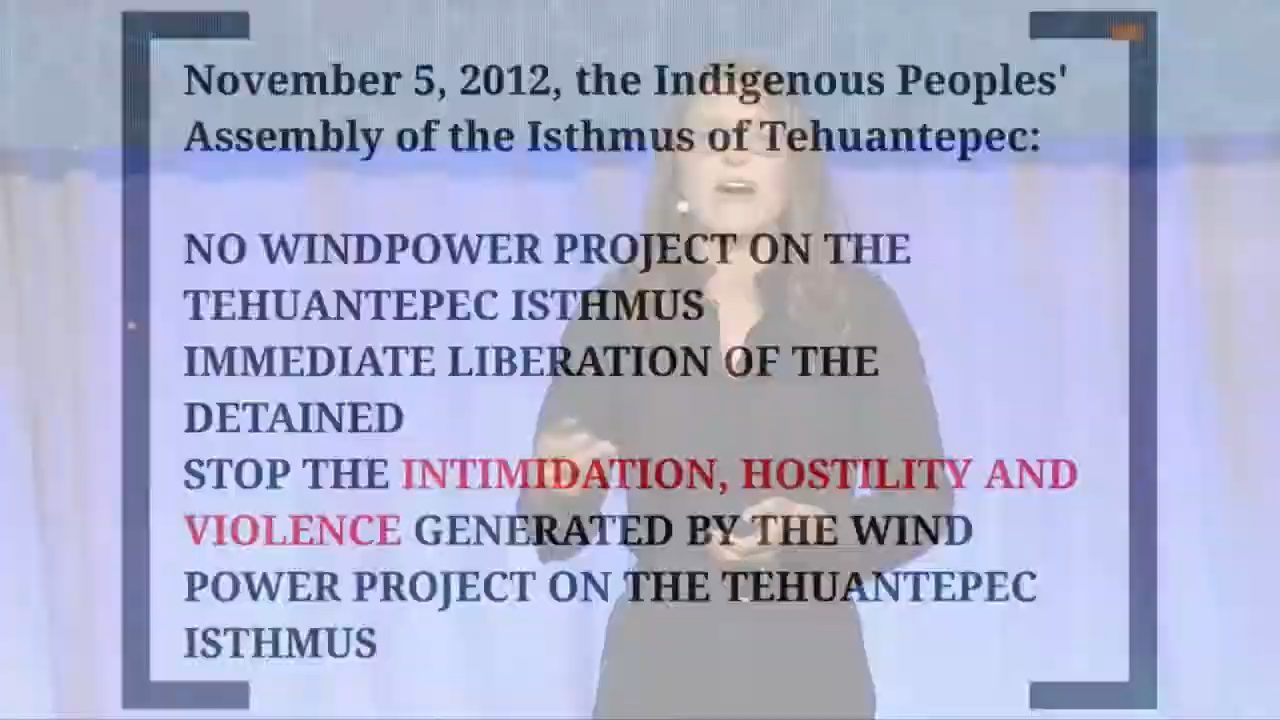 November 5, 2012, the Indigenous Peoples'
Assembly of the Isthmus of Tehuantepec:
NO WINDPOWER PROJECT ON THE
TEHUANTEPEC ISTHMUS
IMMEDIATE LIBERATION OF THE
DETAINED
STOP THE INTIMIDATION, HOSTILITY AND
VIOLENCE GENERATED BY THE WIND
POWER PROJECT ON THE TEHUANTEPEC
ISTHMUS